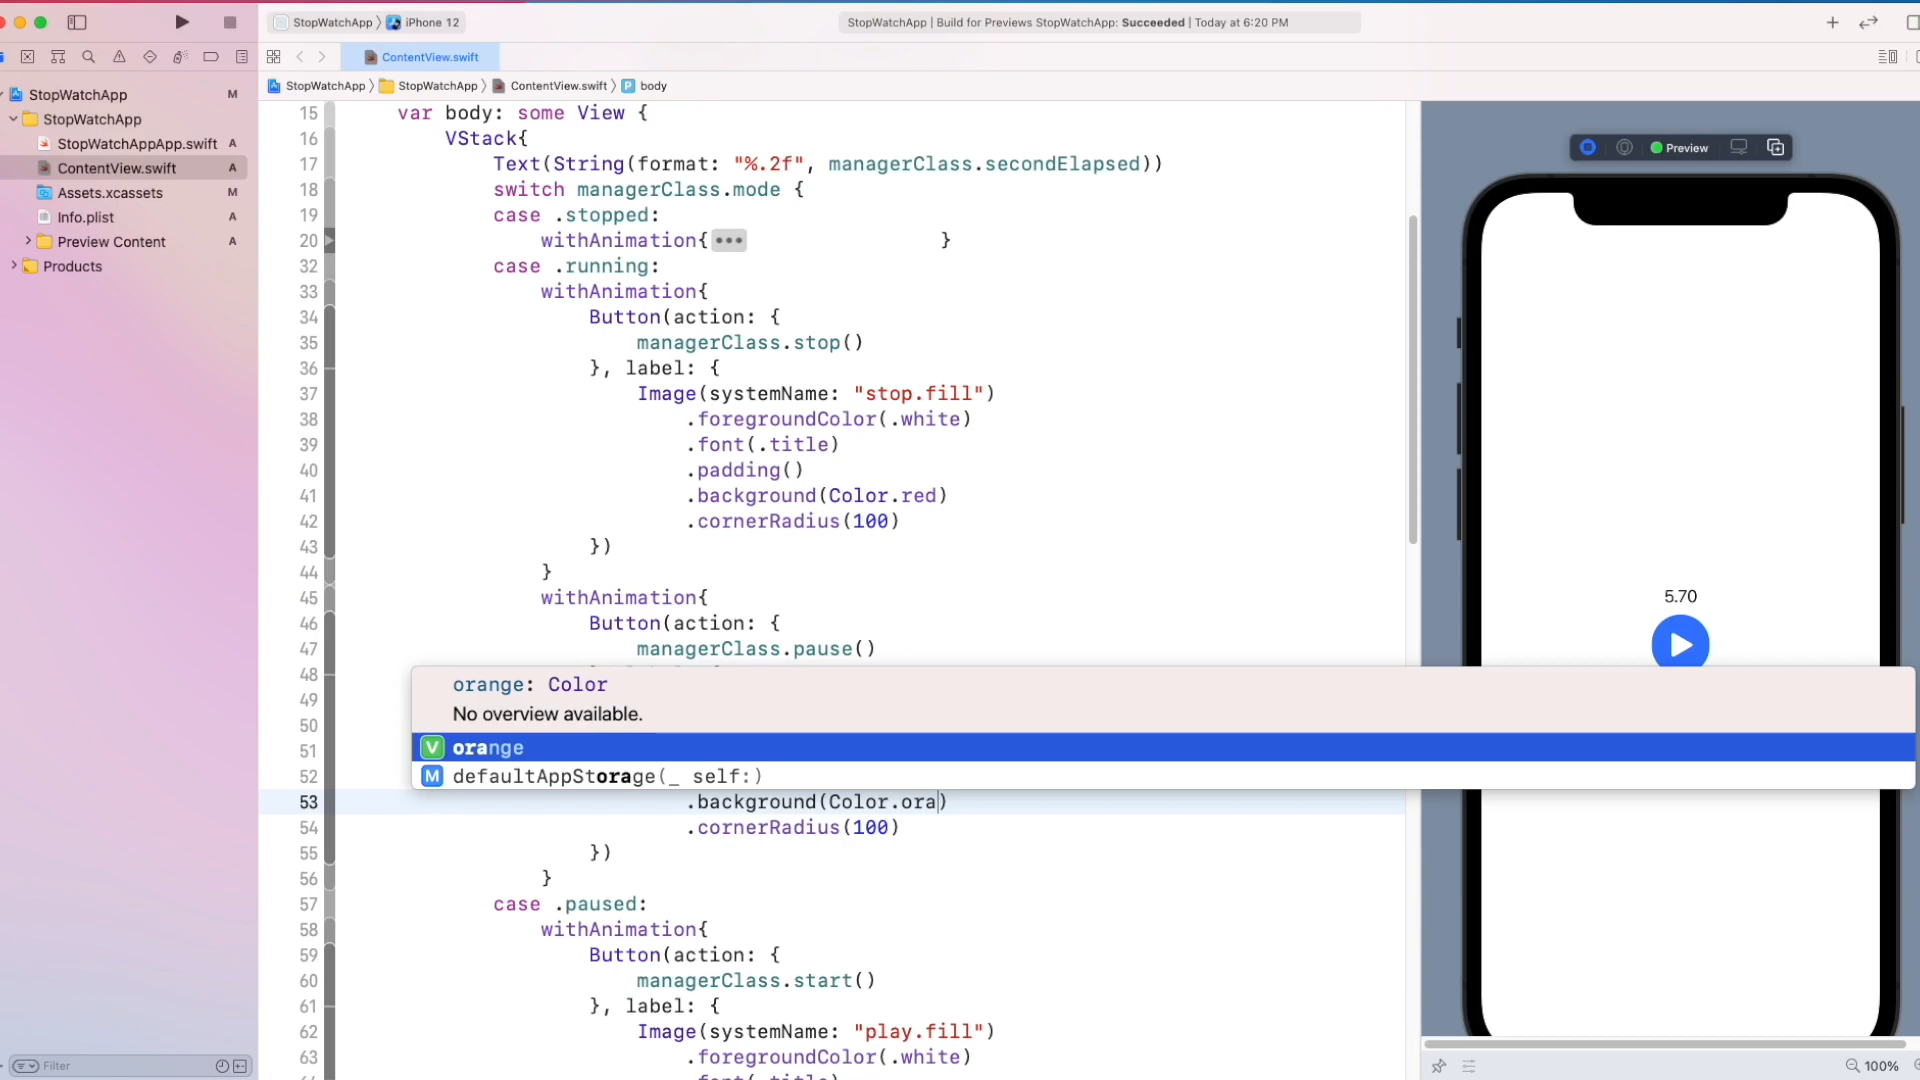 StopWatchApp 〉 iPhone 12
StopWatchApp | Build for Previews StopWatchApp: Succeeded | Today at 6:20 PM
ContentView.swift
StopWatchApp 〉 StopWatchApp 〉 ContentView.swift 〉 P body
StopWatchApp M
StopWatchApp
StopWatchAppApp.swift A
ContentView.swift A
Assets.xcassets M
Info.plist A
Preview Content A
Products
Filter
15 var body: some View {
16 VStack{
17 Text(String(format: "%.2f", managerClass.secondElapsed))
18 switch managerClass.mode {
19 case .stopped:
20 withAnimation{••• }
32 case .running:
33 withAnimation{
34 Button(action: {
35 managerClass.stop()
36 }, label: {
37 Image(systemName: "stop.fill")
38 .foregroundColor(.white)
39 .font(.title)
40 .padding()
41 .background(Color.red)
42 .cornerRadius(100)
43 })
44 }
45 withAnimation{
46 Button(action: {
47 managerClass.pause()
48
49
50
51
52
orange: Color
No overview available.
V orange
M defaultAppStorage(_ self:)
53 .background(Color.ora)
54 .cornerRadius(100)
55 })
56 }
57 case .paused:
58 withAnimation{
59 Button(action: {
60 managerClass.start()
61 }, label: {
62 Image(systemName: "play.fill")
63 .foregroundColor(.white)
Preview
5.70
100%